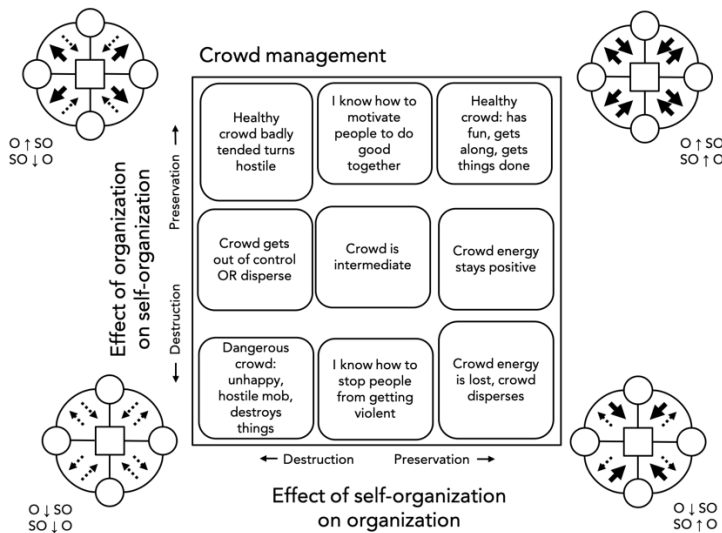 Crowd management
O ↑ SO
SO ↓ O
O ↑ SO
SO ↑ O
Healthy
crowd badly
tended turns
hostile
I know how to
motivate
people to do
good
together
Healthy
crowd: has
fun, gets
along, gets
things done
Crowd gets
out of control
OR disperse
Crowd is
intermediate
Crowd energy
stays positive
Dangerous
crowd:
unhappy,
hostile mob,
destroys
things
I know how to
stop people
from getting
violent
Crowd energy
is lost, crowd
disperses
Effect of organization
on self-organization
Preservation →
← Destruction
← Destruction
Preservation →
Effect of self-organization
on organization
O ↓ SO
SO ↓ O
O ↓ SO
SO ↑ O